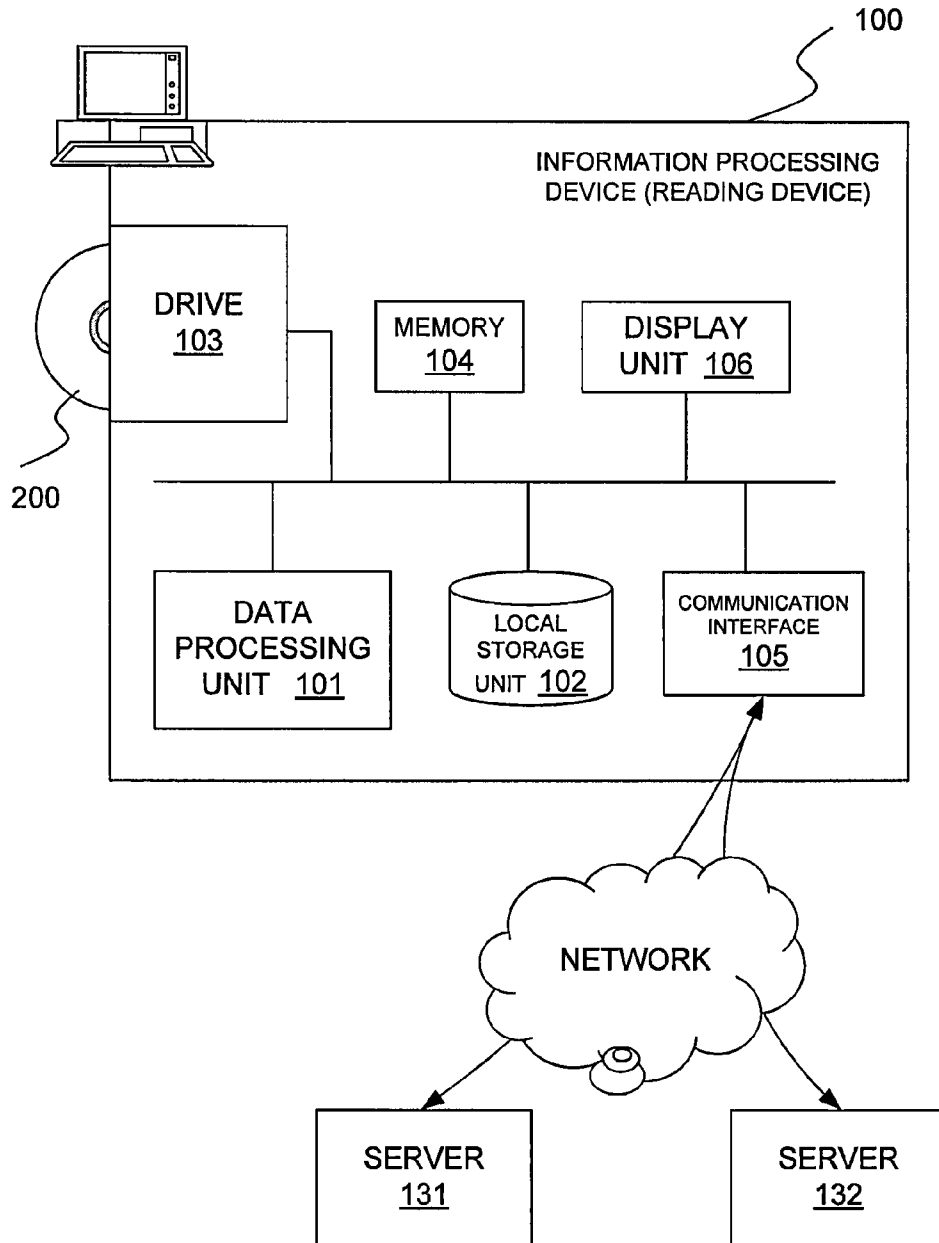 100
INFORMATION PROCESSING
DEVICE (READING DEVICE)
DRIVE
103
MEMORY
104
DISPLAY
UNIT 106
200
DATA
PROCESSING
UNIT 101
LOCAL
STORAGE
UNIT 102
COMMUNICATION
INTERFACE
105
NETWORK
SERVER
131
SERVER
132